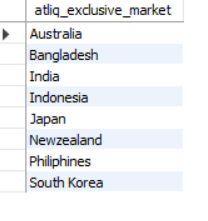 atliq_exclusive_market
Australia
Bangladesh
India
Indonesia
Japan
Newzealand
Philiphines
South Korea